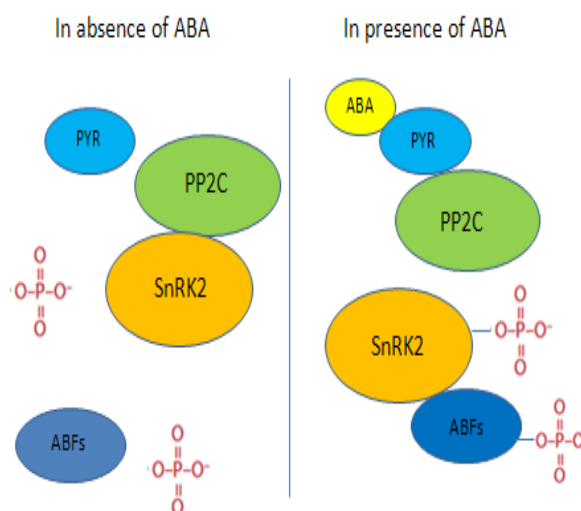 In absence of ABA
PYR
PP2C
SnRK2
O
||
-O-P-O⁻
||
O
ABFs
O
||
-O-P-O⁻
||
O
In presence of ABA
ABA
PYR
PP2C
SnRK2
O
||
-O-P-O⁻
||
O
ABFs
O
||
-O-P-O
||
O